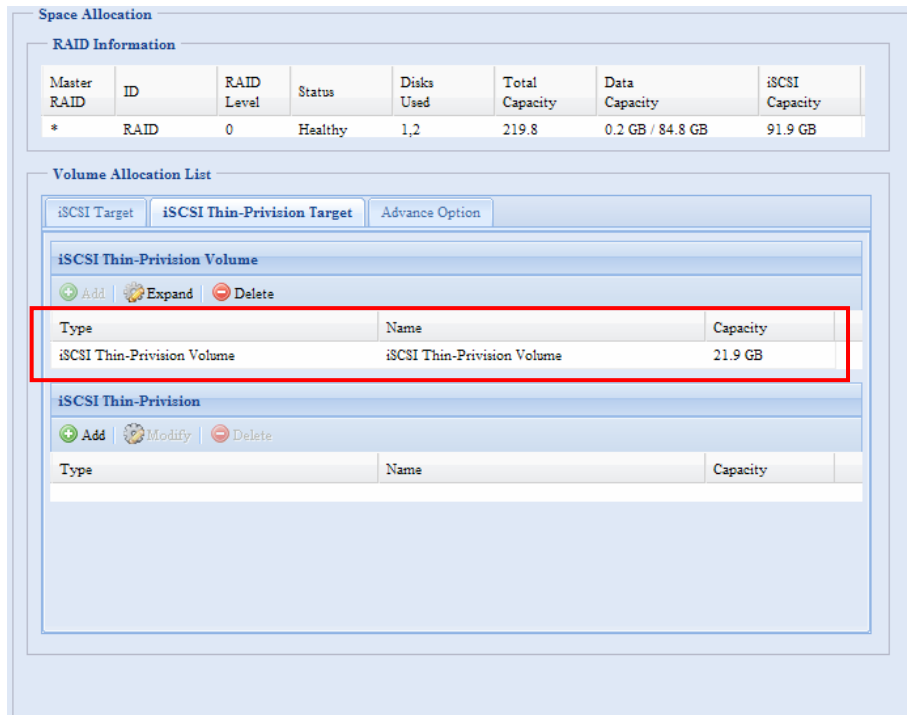 Space Allocation
RAID Information
Master RAID ID RAID Level Status Disks Used Total Capacity Data Capacity iSCSI Capacity
* RAID 0 Healthy 1,2 219.8 0.2 GB / 84.8 GB 91.9 GB
Volume Allocation List
iSCSI Target iSCSI Thin-Privision Target Advance Option
iSCSI Thin-Privision Volume
Add Expand Delete
Type Name Capacity
iSCSI Thin-Privision Volume iSCSI Thin-Privision Volume 21.9 GB
iSCSI Thin-Privision
Add Modify Delete
Type Name Capacity